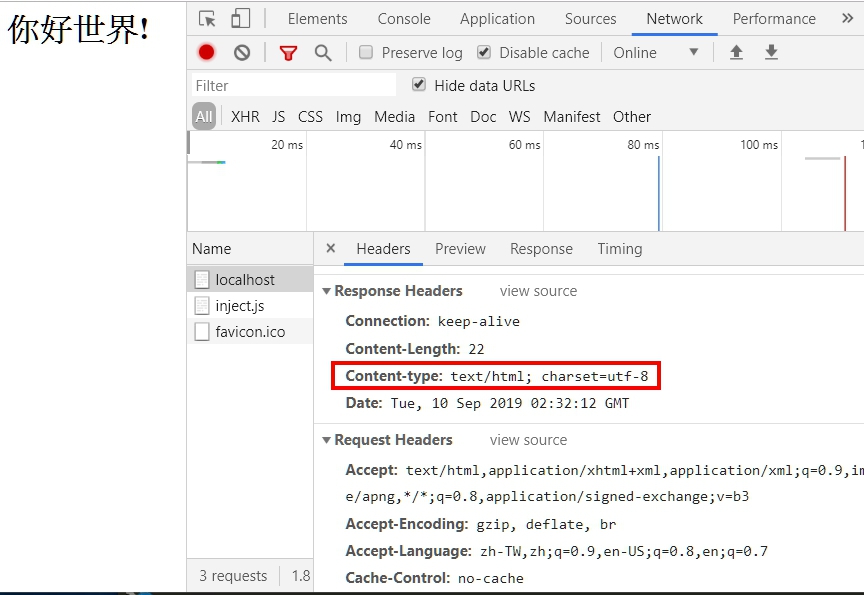 你好世界!
Elements Console Application Sources Network Performance »
Preserve log Disable cache Online
Filter Hide data URLs
All XHR JS CSS Img Media Font Doc WS Manifest Other
20 ms 40 ms 60 ms 80 ms 100 ms
Name
localhost
inject.js
favicon.ico
3 requests 1.8
× Headers Preview Response Timing
Response Headers view source
Connection: keep-alive
Content-Length: 22
Content-type: text/html; charset=utf-8
Date: Tue, 10 Sep 2019 02:32:12 GMT
Request Headers view source
Accept: text/html,application/xhtml+xml,application/xml;q=0.9,im
e/apng,*/*;q=0.8,application/signed-exchange;v=b3
Accept-Encoding: gzip, deflate, br
Accept-Language: zh-TW,zh;q=0.9,en-US;q=0.8,en;q=0.7
Cache-Control: no-cache